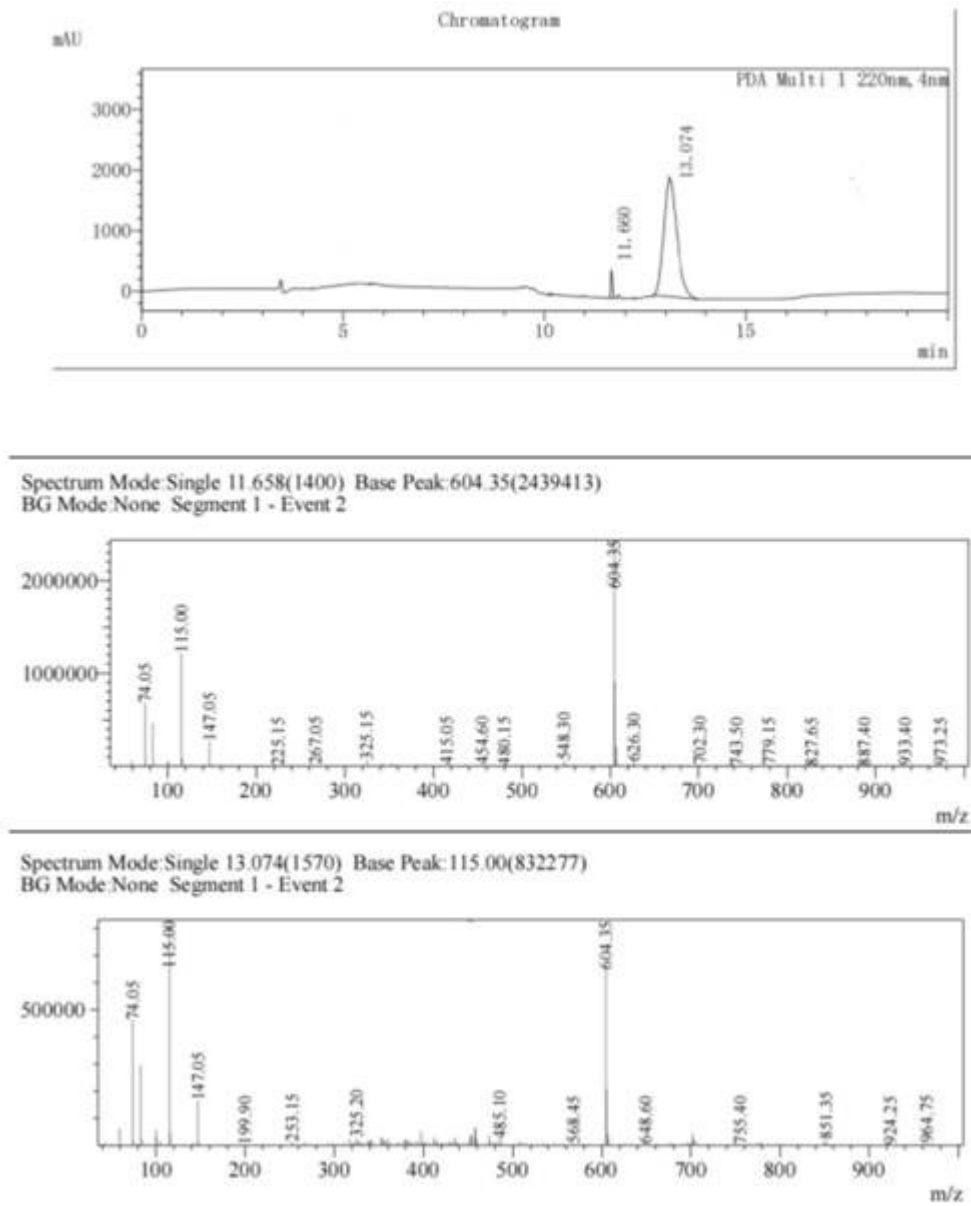 Chromatogram
mAU
PDA Multi 1 220nm,4nm
3000
2000
1000
0
11.660
13.074
0 5 10 15
min
Spectrum Mode:Single 11.658(1400) Base Peak:604.35(2439413)
BG Mode:None Segment 1 - Event 2
2000000
1000000
74.05 115.00 147.05 225.15 267.05 325.15 415.05 454.60 480.15 548.30 604.35 626.30 702.30 743.50 779.15 827.65 887.40 933.40 973.25
100 200 300 400 500 600 700 800 900
m/z
Spectrum Mode:Single 13.074(1570) Base Peak:115.00(832277)
BG Mode:None Segment 1 - Event 2
500000
74.05 115.00 147.05 199.90 253.15 325.20 485.10 568.45 604.35 648.60 755.40 851.35 924.25 964.75
100 200 300 400 500 600 700 800 900
m/z